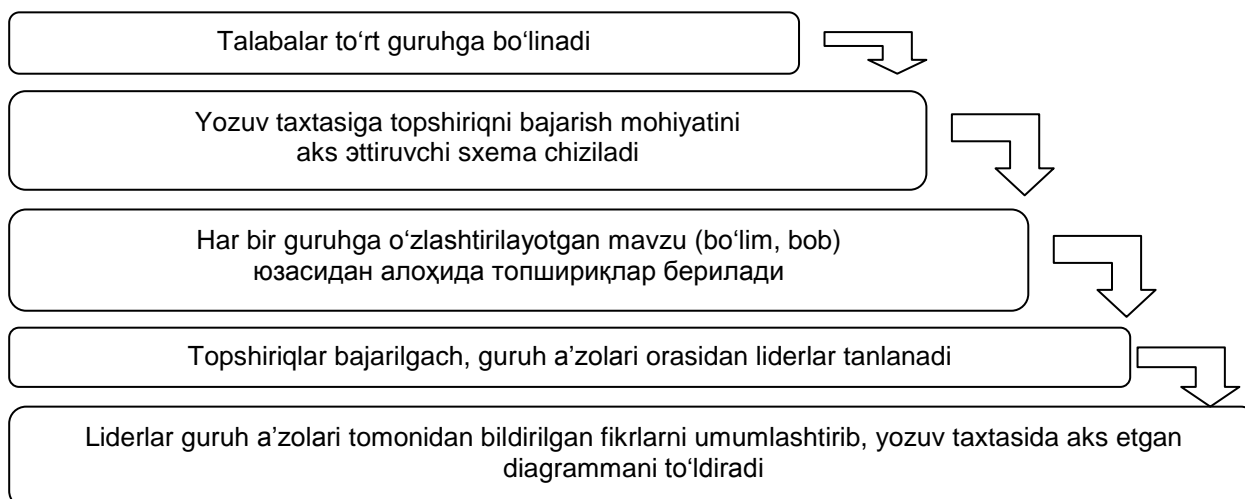 Talabalar to‘rt guruhga bo‘linadi
Yozuv taxtasiga topshiriqni bajarish mohiyatini
aks эttiruvchi sxema chiziladi
Har bir guruhga o‘zlashtirilayotgan mavzu (bo‘lim, bob)
юзасидан алоҳида топшириқлар берилади
Topshiriqlar bajarilgach, guruh a’zolari orasidan liderlar tanlanadi
Liderlar guruh a’zolari tomonidan bildirilgan fikrlarni umumlashtirib, yozuv taxtasida aks etgan
diagrammani to‘ldiradi